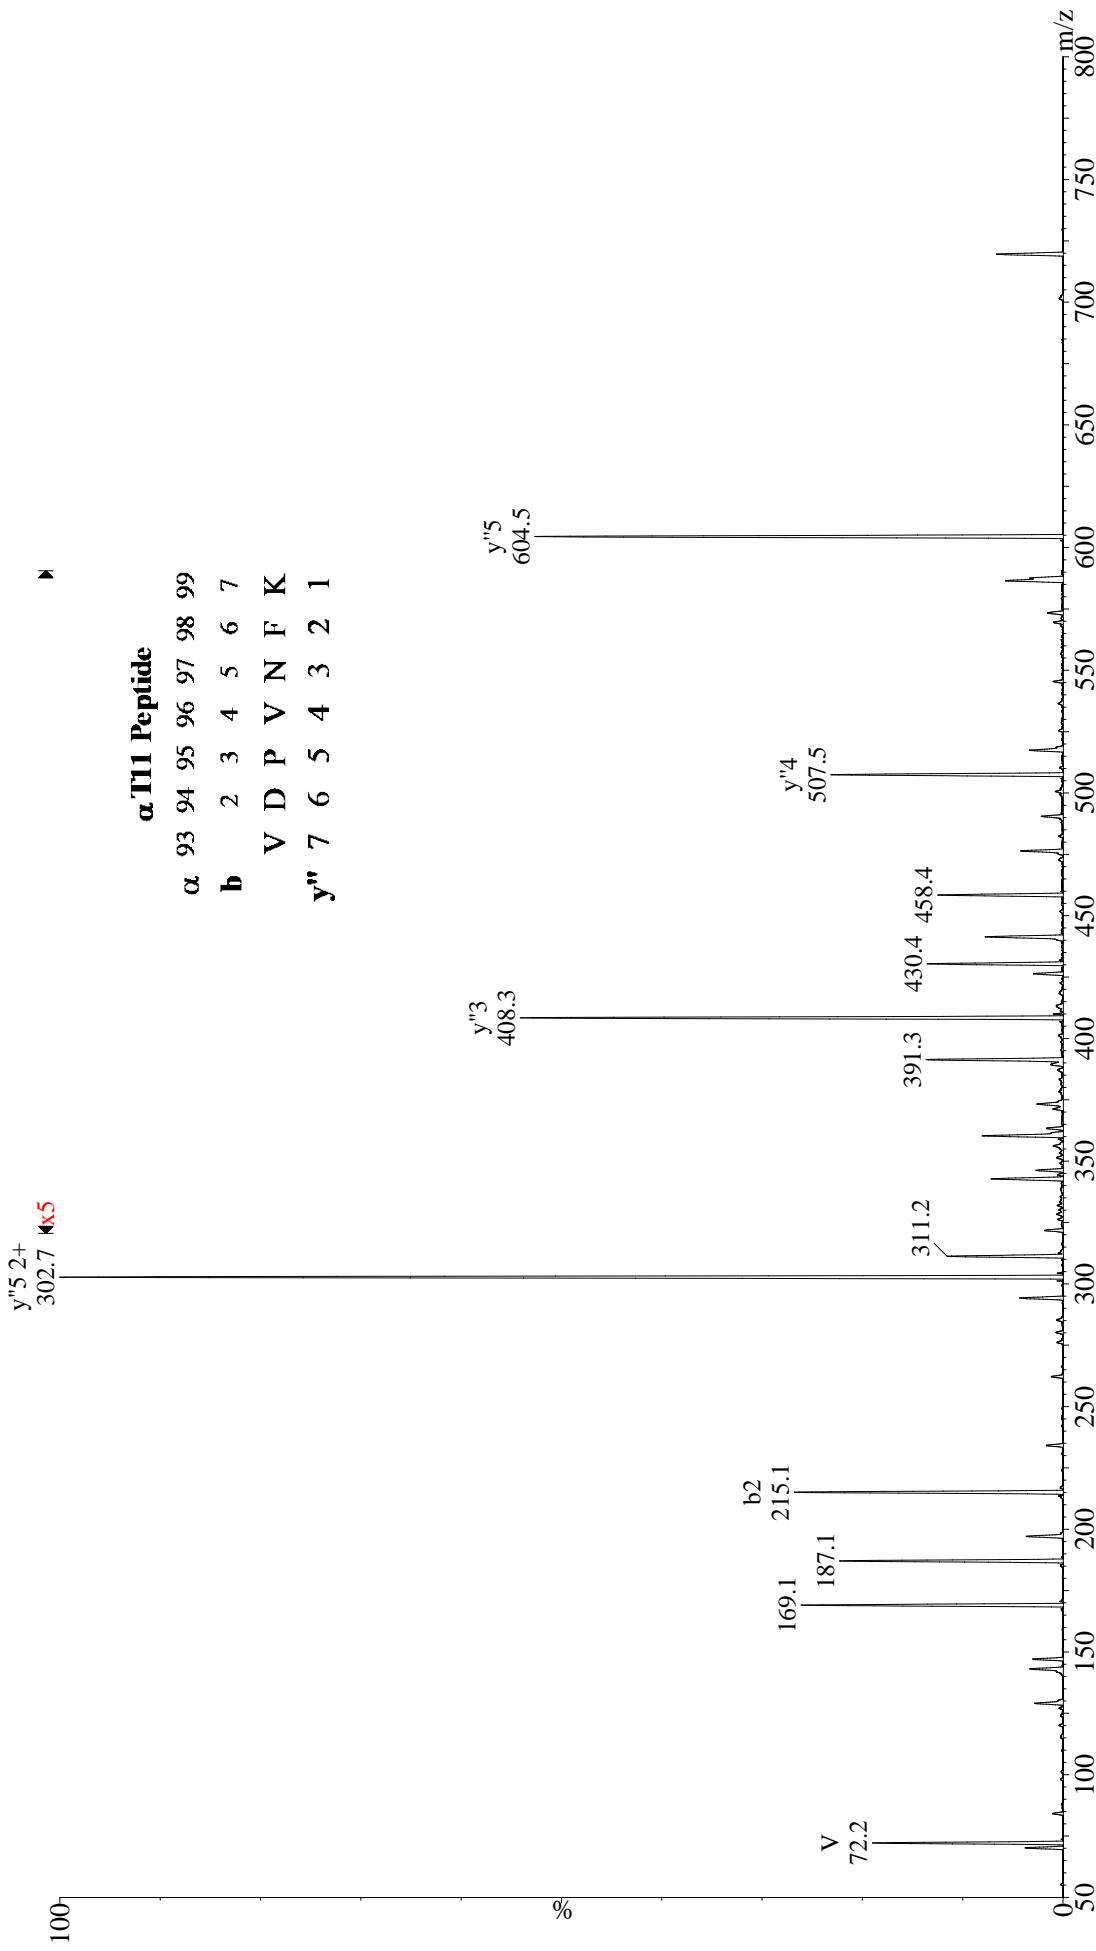 αT11 Peptide
α 93 94 95 96 97 98 99
b 2 3 4 5 6 7
V D P V N F K
y" 7 6 5 4 3 2 1
y"5 2+
302.7 x5
y"5
604.5
y"3
408.3
y"4
507.5
b2
215.1
187.1
169.1
V
72.2
311.2
391.3
430.4
458.4
100
%
0
50 100 150 200 250 300 350 400 450 500 550 600 650 700 750 800
m/z